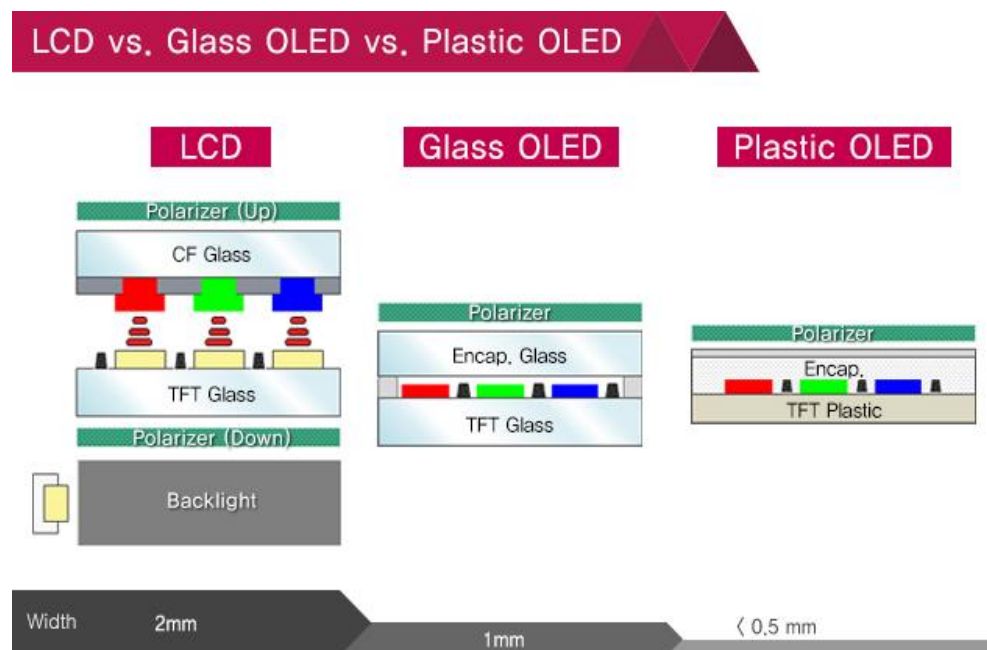 LCD vs. Glass OLED vs. Plastic OLED
LCD
Polarizer (Up)
CF Glass
TFT Glass
Polarizer (Down)
Backlight
Glass OLED
Polarizer
Encap. Glass
TFT Glass
Plastic OLED
Polarizer
Encap.
TFT Plastic
Width
2mm
1mm
< 0.5 mm